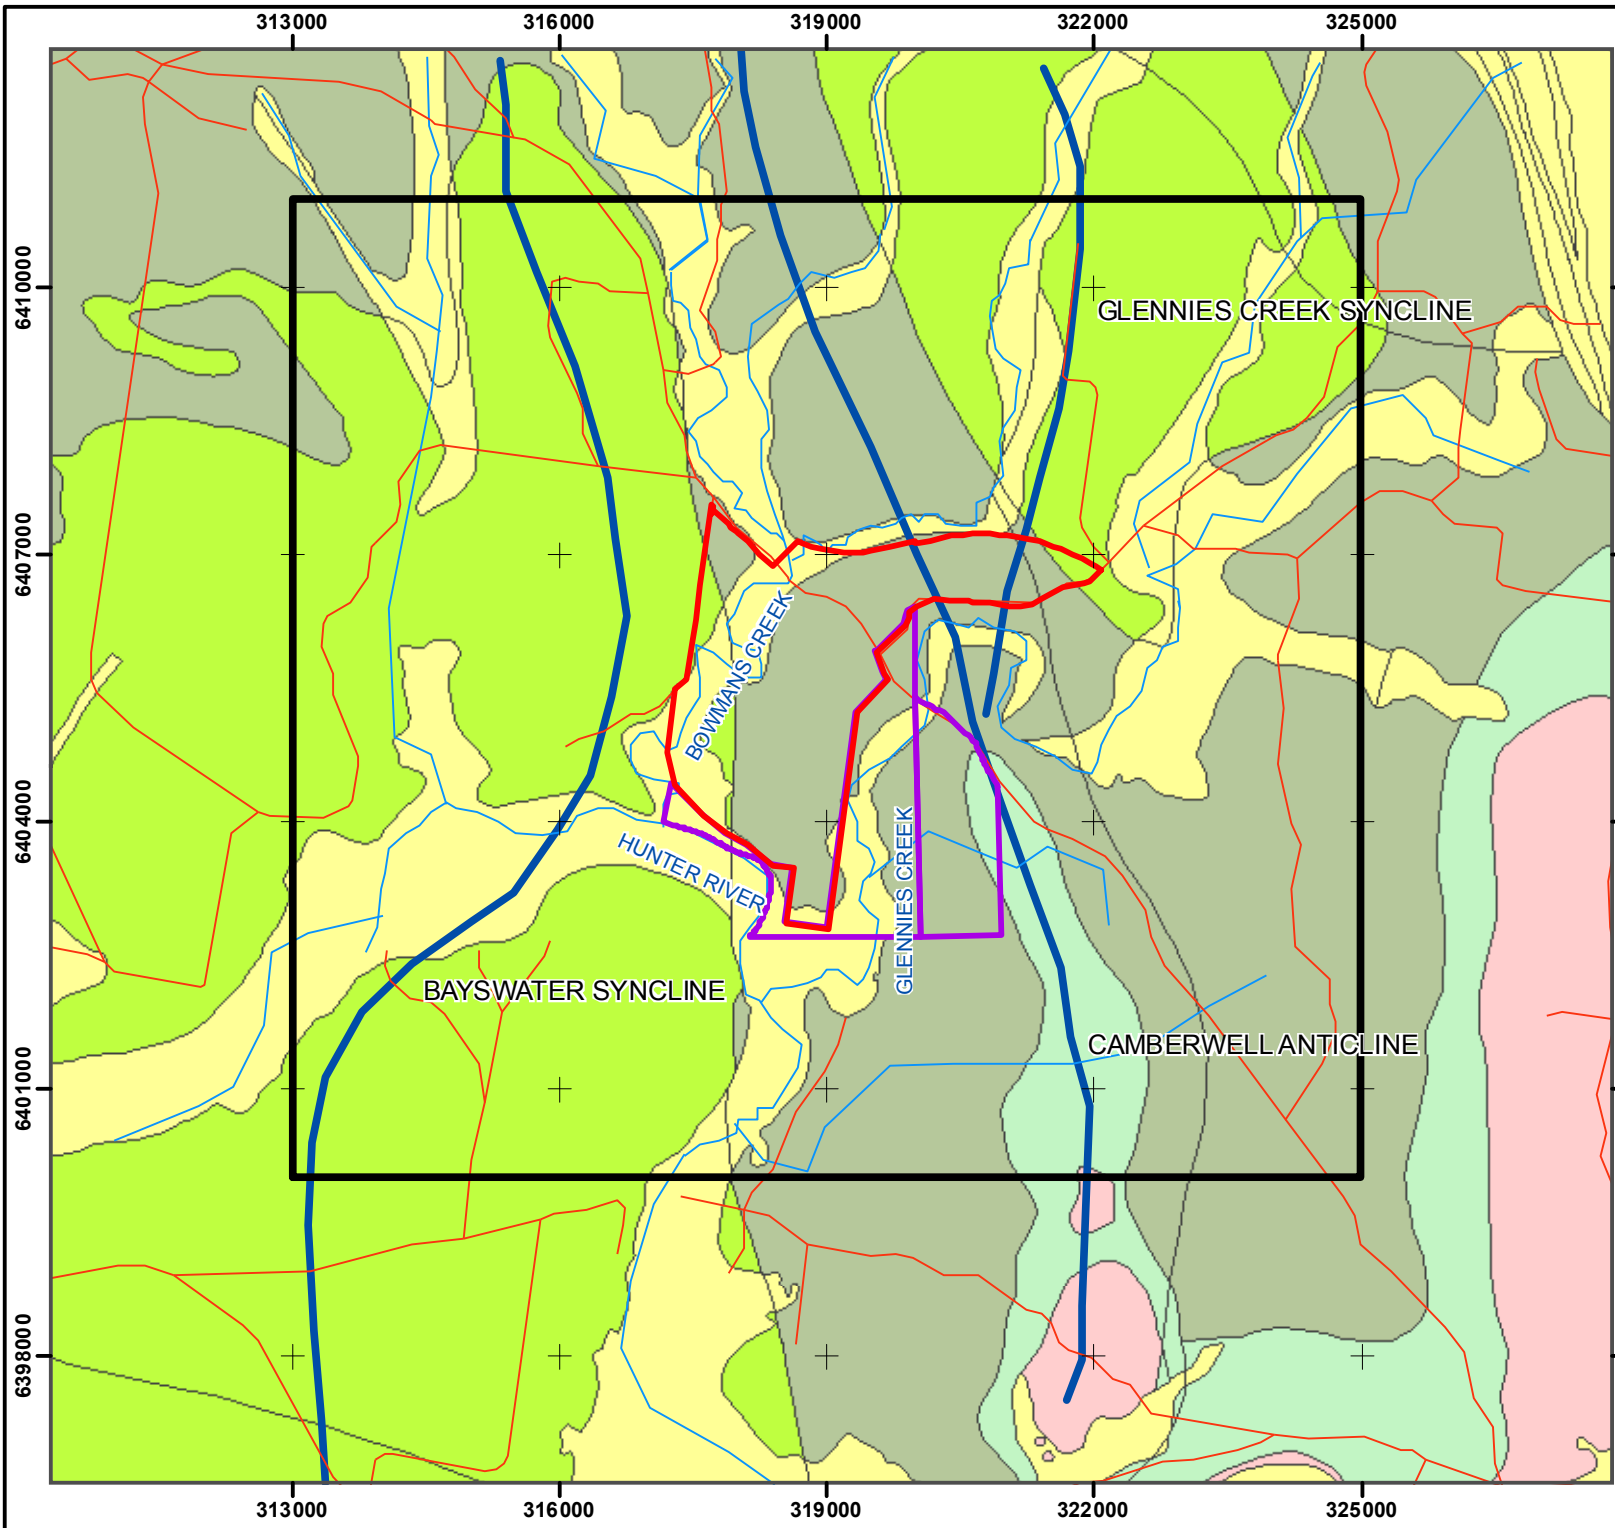 313000 316000 319000 322000 325000
6410000
GLENNIES CREEK SYNCLINE
6407000
BOWMANS CREEK
6404000
HUNTER RIVER
GLENNIES CREEK
BAYSWATER SYNCLINE
CAMBERWELL ANTICLINE
6401000
6398000
313000 316000 319000 322000 325000